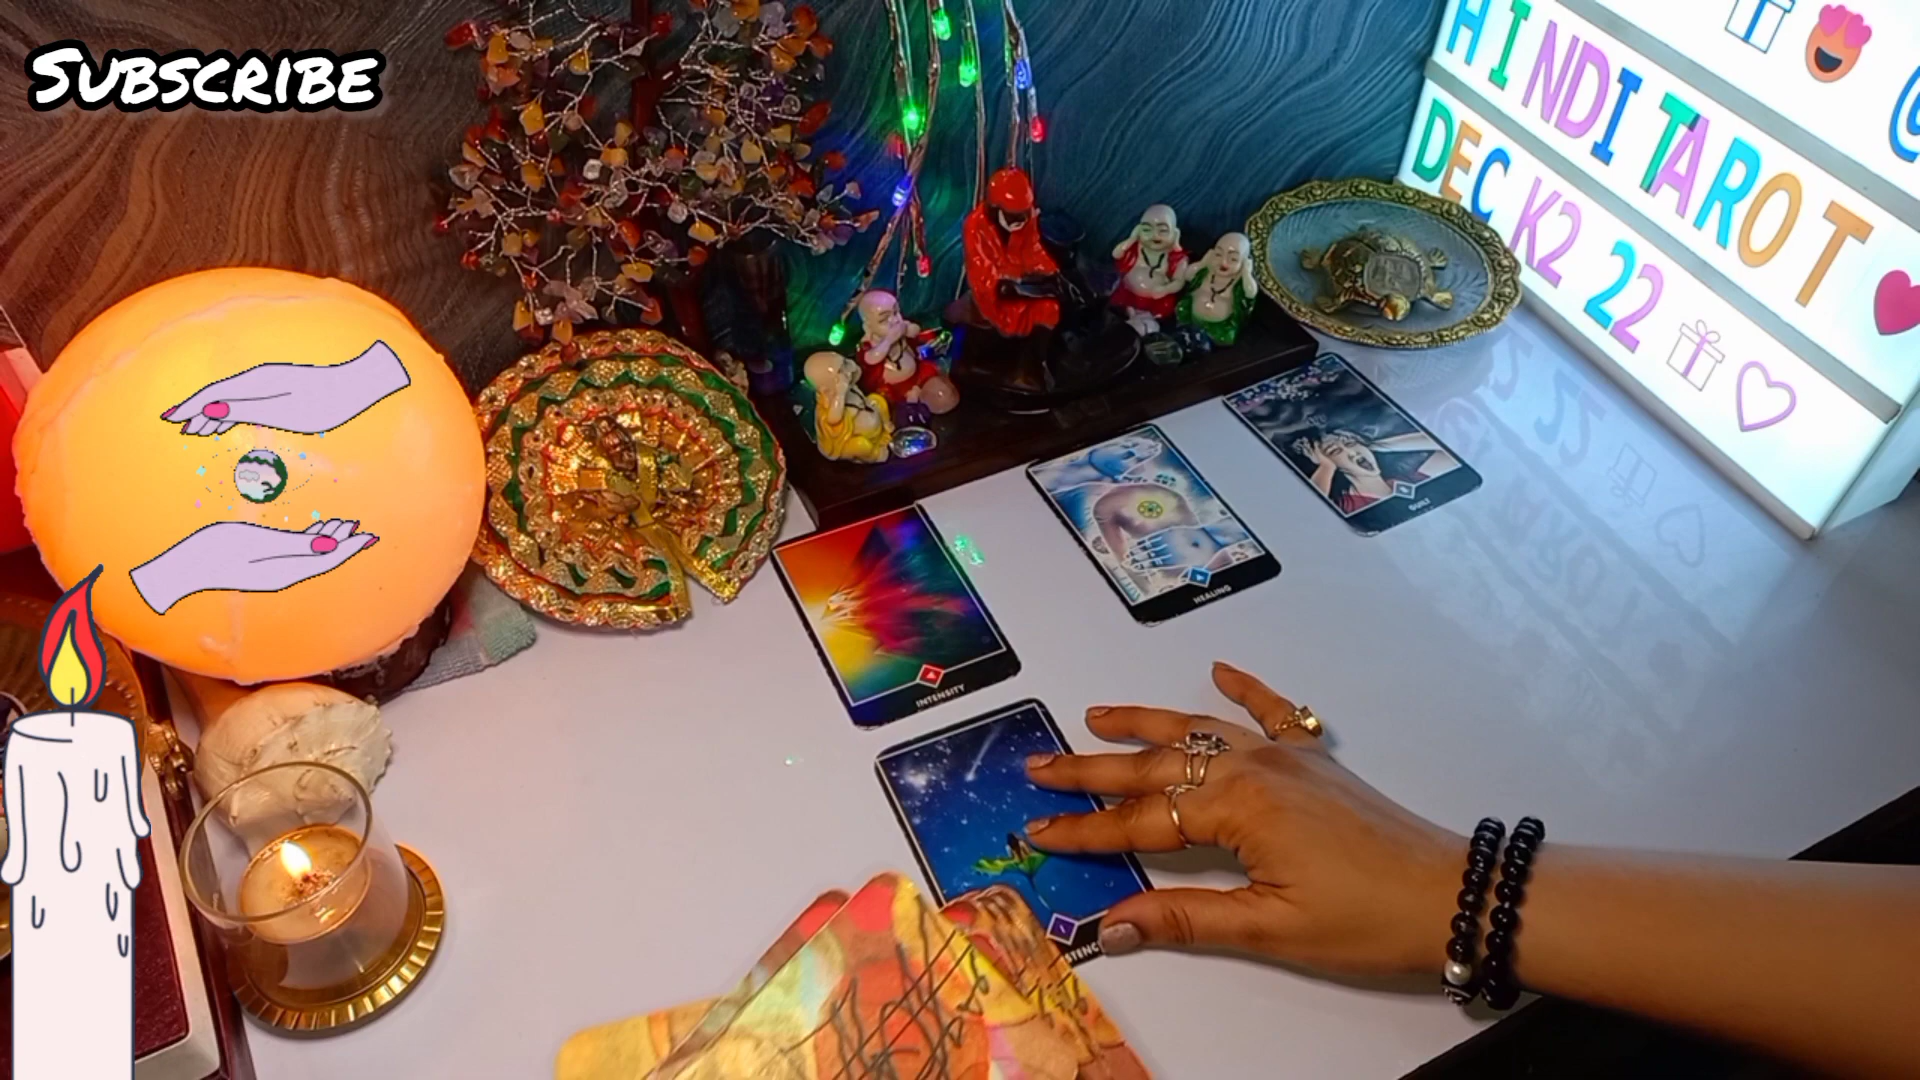 SUBSCRIBE
HINDI TAROT
DEC K2 22
INTENSITY
HEALING
GUILT